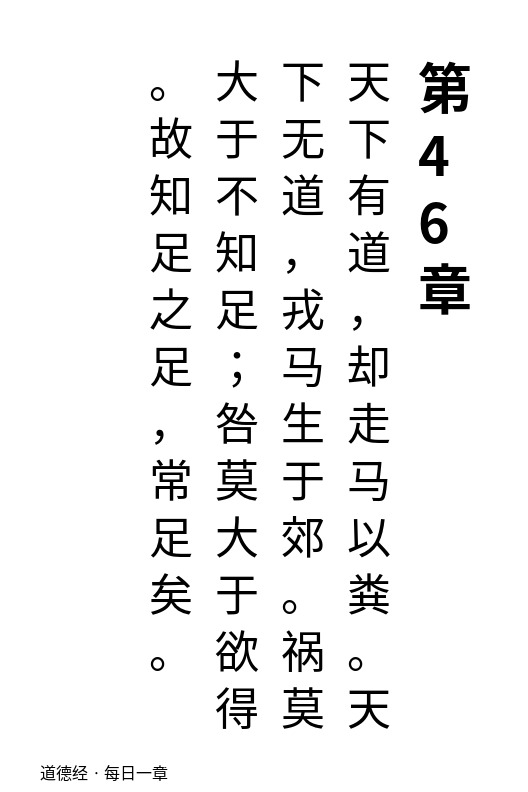 第46章
天下有道，却走马以粪。天
下无道，戎马生于郊。祸莫
大于不知足；咎莫大于欲得
。故知足之足，常足矣。
道德经 · 每日一章